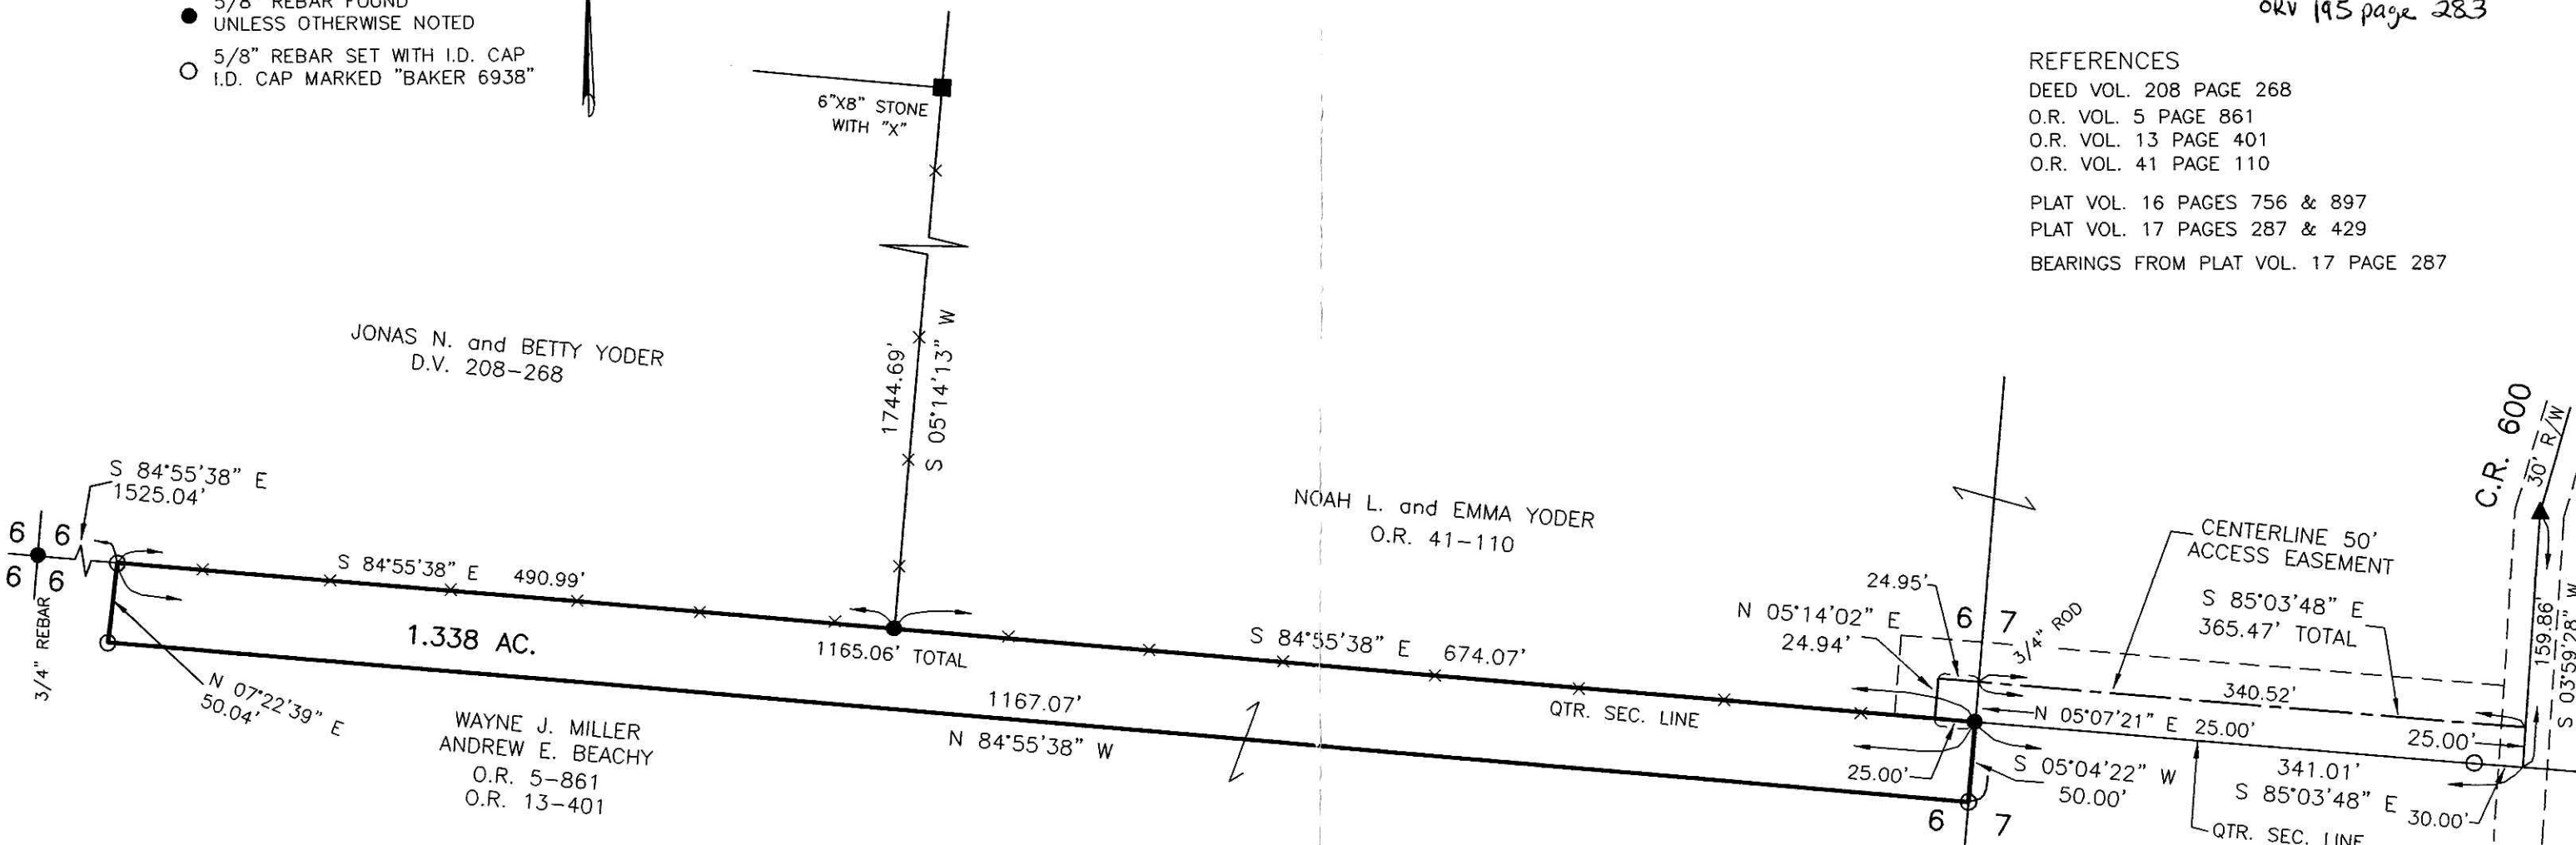 5/8" REBAR FOUND
UNLESS OTHERWISE NOTED
5/8" REBAR SET WITH I.D. CAP
I.D. CAP MARKED "BAKER 6938"
6"X8" STONE
WITH "X"
ORV 195 page 283
REFERENCES
DEED VOL. 208 PAGE 268
O.R. VOL. 5 PAGE 861
O.R. VOL. 13 PAGE 401
O.R. VOL. 41 PAGE 110
PLAT VOL. 16 PAGES 756 & 897
PLAT VOL. 17 PAGES 287 & 429
BEARINGS FROM PLAT VOL. 17 PAGE 287
JONAS N. and BETTY YODER
D.V. 208-268
1744.69'
S 05°14'13" W
S 84°55'38" E
1525.04'
6 6
6 6
3/4" REBAR
S 84°55'38" E 490.99'
1.338 AC.
1165.06' TOTAL
N 07°22'39" E
50.04'
WAYNE J. MILLER
ANDREW E. BEACHY
O.R. 5-861
O.R. 13-401
1167.07'
N 84°55'38" W
NOAH L. and EMMA YODER
O.R. 41-110
S 84°55'38" E 674.07'
QTR. SEC. LINE
24.95'
N 05°14'02" E
24.94'
6 7
3/4" ROD
CENTERLINE 50'
ACCESS EASEMENT
S 85°03'48" E
365.47' TOTAL
340.52'
N 05°07'21" E 25.00'
25.00'
25.00'
S 05°04'22" W
50.00'
341.01'
S 85°03'48" E
30.00'
QTR. SEC. LINE
6 7
C.R. 600
30' R/W
159.86'
S 03°59'28" W